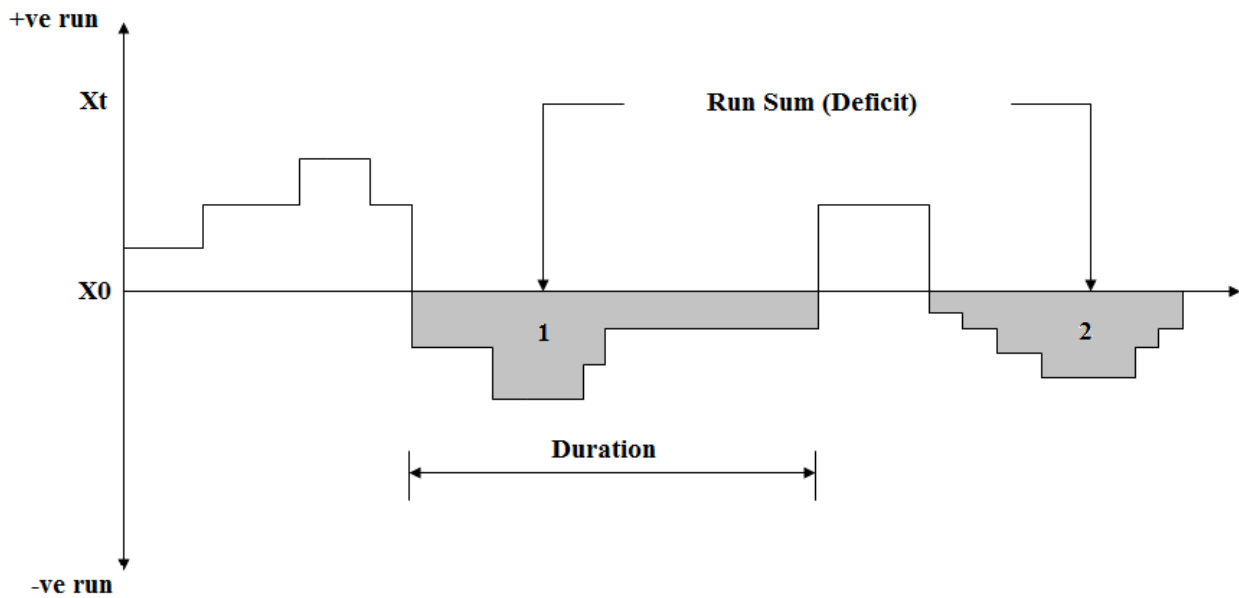 +ve run
Xt
Run Sum (Deficit)
X0
1
2
Duration
-ve run